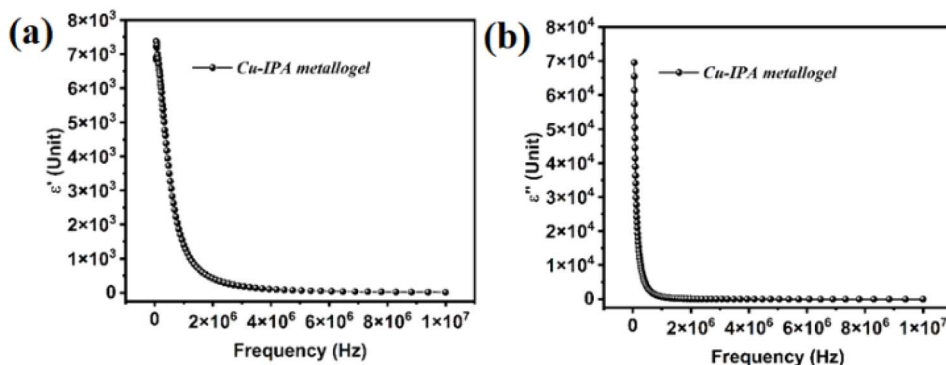 (a)
8×10³
7×10³
6×10³
5×10³
4×10³
3×10³
2×10³
1×10³
0
ε' (Unit)
Cu-IPA metallogel
0 2×10⁶ 4×10⁶ 6×10⁶ 8×10⁶ 1×10⁷
Frequency (Hz)
(b)
8×10⁴
7×10⁴
6×10⁴
5×10⁴
4×10⁴
3×10⁴
2×10⁴
1×10⁴
0
ε'' (Unit)
Cu-IPA metallogel
0 2×10⁶ 4×10⁶ 6×10⁶ 8×10⁶ 1×10⁷
Frequency (Hz)